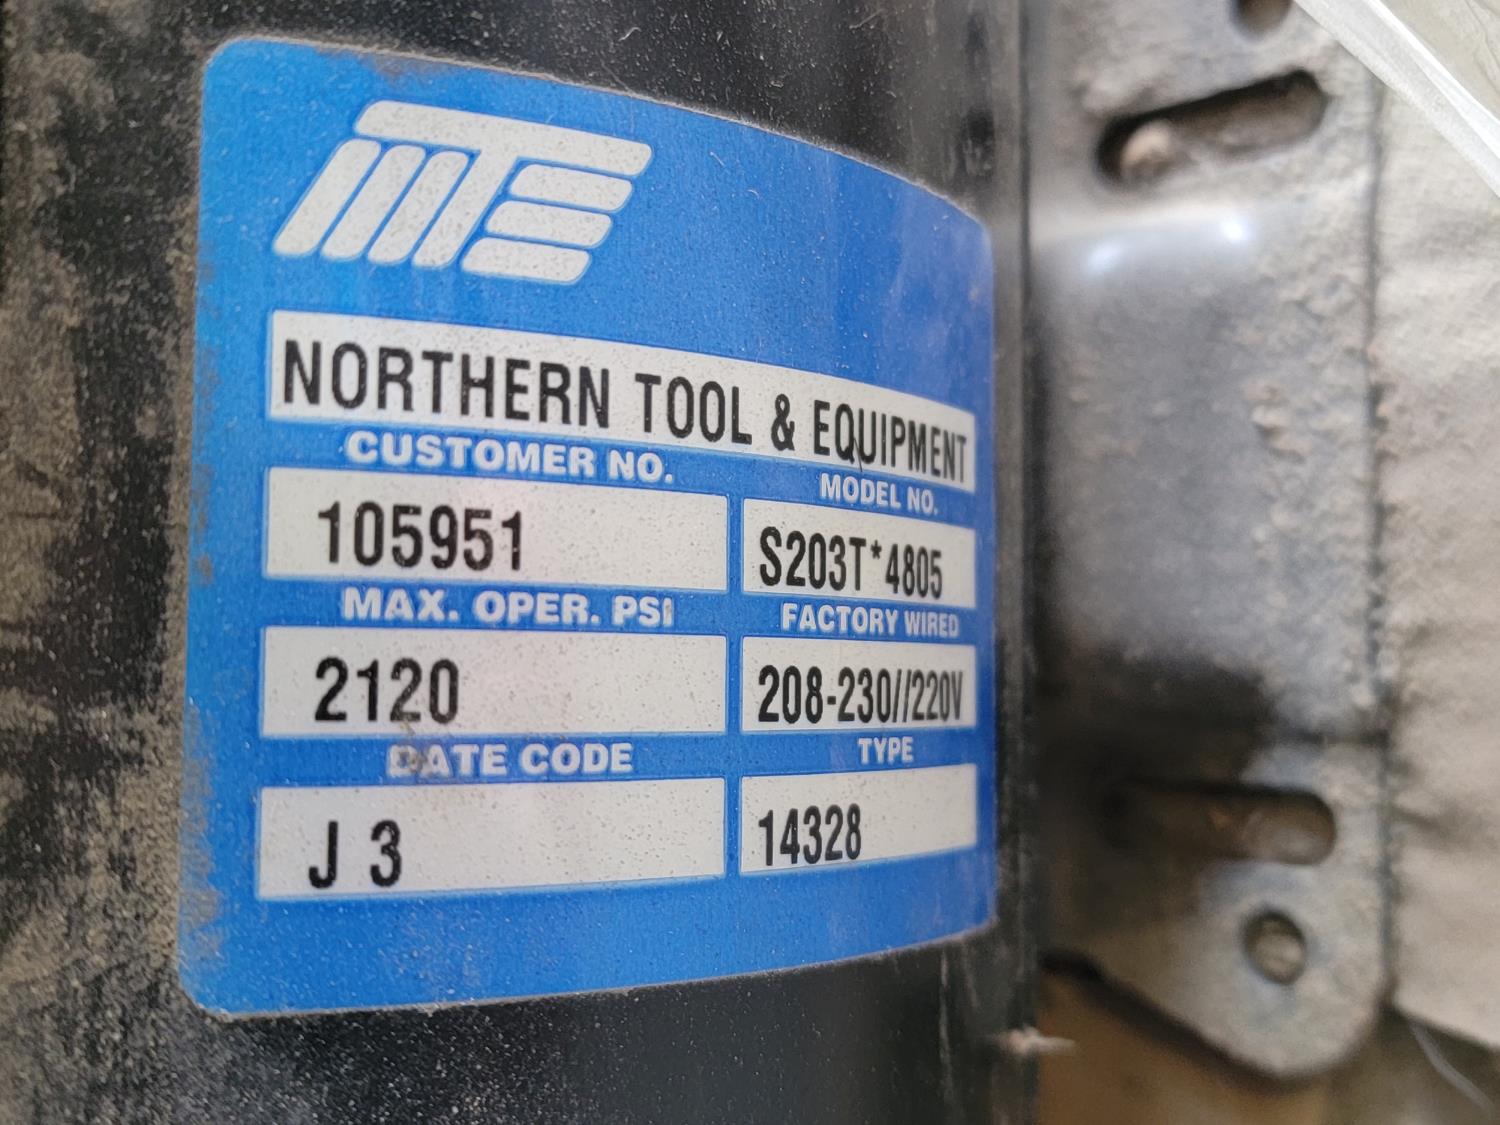 MTE
NORTHERN TOOL & EQUIPMENT
CUSTOMER NO. MODEL NO.
105951 S203T*4805
MAX. OPER. PSI FACTORY WIRED
2120 208-230//220V
DATE CODE TYPE
J 3 14328